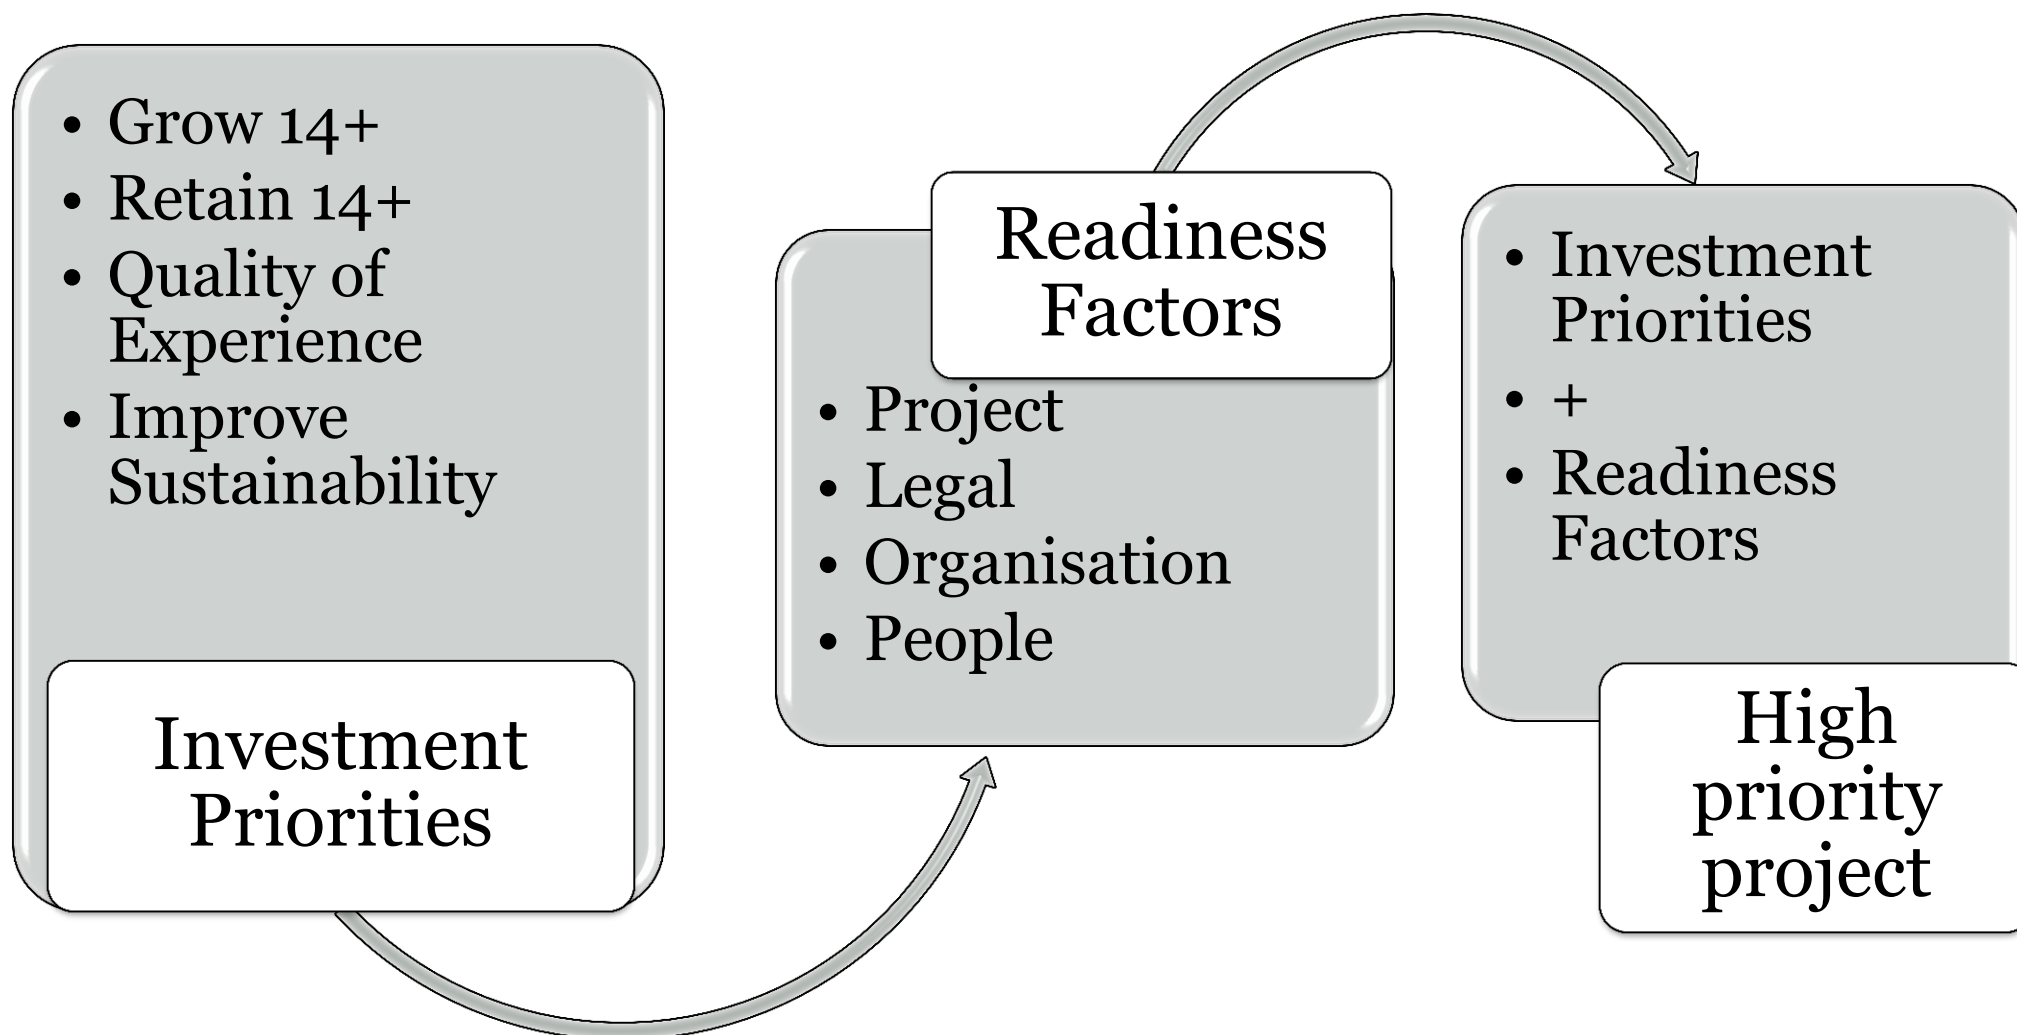 • Grow 14+
• Retain 14+
• Quality of
Experience
• Improve
Sustainability
Investment
Priorities
Readiness
Factors
• Project
• Legal
• Organisation
• People
• Investment
Priorities
• +
• Readiness
Factors
High
priority
project